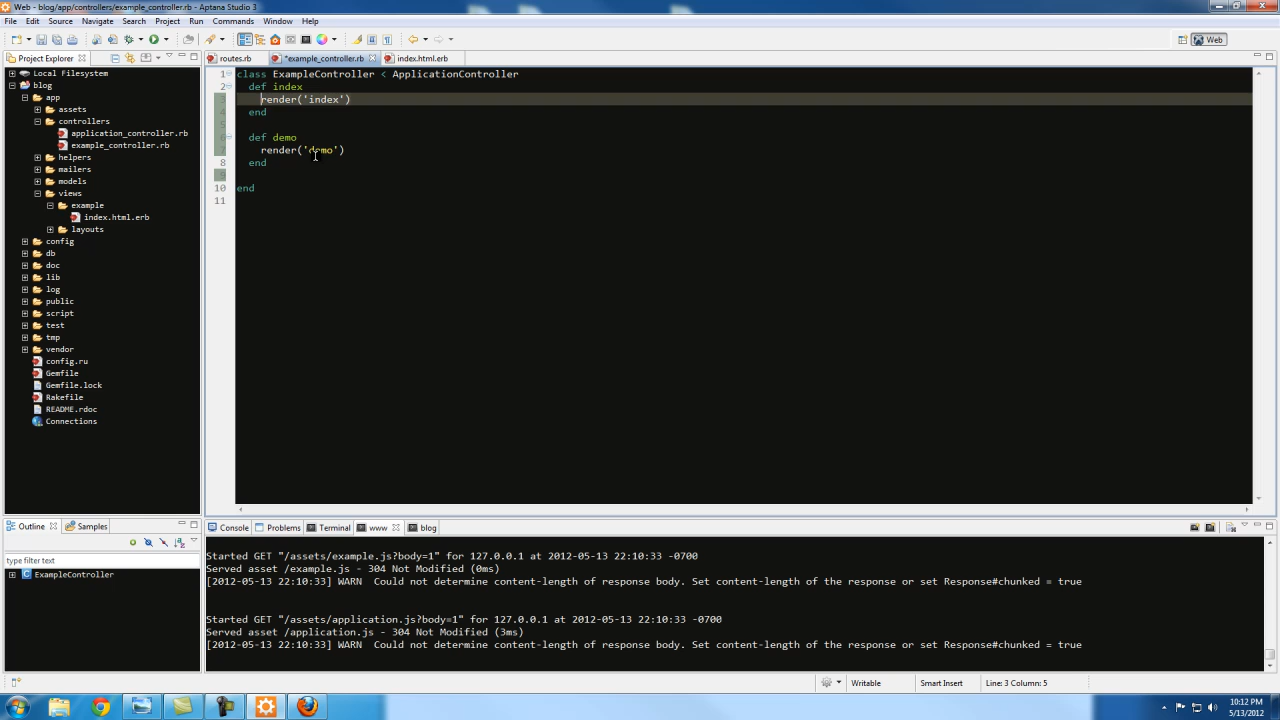 Web - blog/app/controllers/example_controller.rb - Aptana Studio 3
File Edit Source Navigate Search Project Run Commands Window Help
Web
Project Explorer
routes.rb *example_controller.rb index.html.erb
Local Filesystem
blog
app
assets
controllers
application_controller.rb
example_controller.rb
helpers
mailers
models
views
example
index.html.erb
layouts
config
db
doc
lib
log
public
script
test
tmp
vendor
config.ru
Gemfile
Gemfile.lock
Rakefile
README.rdoc
Connections
1 class ExampleController < ApplicationController
2 def index
3 render('index')
4 end
5
6 def demo
7 render('demo')
8 end
9
10 end
11
Outline Samples
type filter text
ExampleController
Console Problems Terminal www blog
Started GET "/assets/example.js?body=1" for 127.0.0.1 at 2012-05-13 22:10:33 -0700
Served asset /example.js - 304 Not Modified (0ms)
[2012-05-13 22:10:33] WARN Could not determine content-length of response body. Set content-length of the response or set Response#chunked = true
Started GET "/assets/application.js?body=1" for 127.0.0.1 at 2012-05-13 22:10:33 -0700
Served asset /application.js - 304 Not Modified (3ms)
[2012-05-13 22:10:33] WARN Could not determine content-length of response body. Set content-length of the response or set Response#chunked = true
Writable Smart Insert Line: 3 Column: 5
10:12 PM
5/13/2012